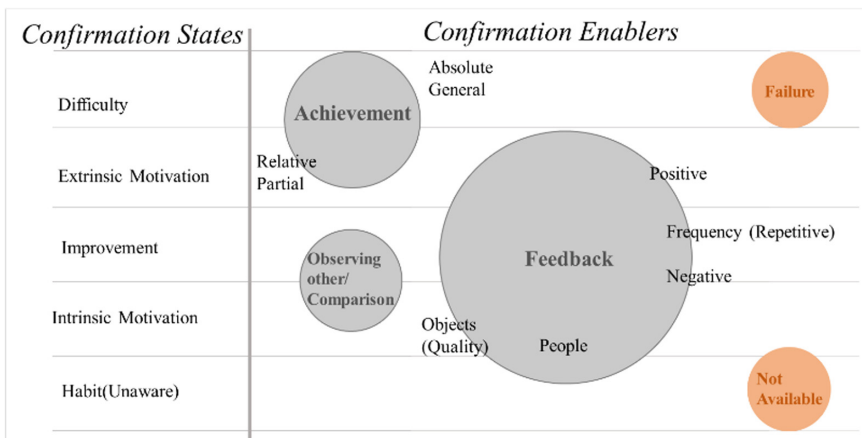 Confirmation States
Confirmation Enablers
Absolute
General
Difficulty
Achievement
Failure
Relative
Partial
Extrinsic Motivation
Positive
Frequency (Repetitive)
Improvement
Observing
other/
Comparison
Feedback
Negative
Intrinsic Motivation
Objects
(Quality)
People
Habit(Unaware)
Not
Available